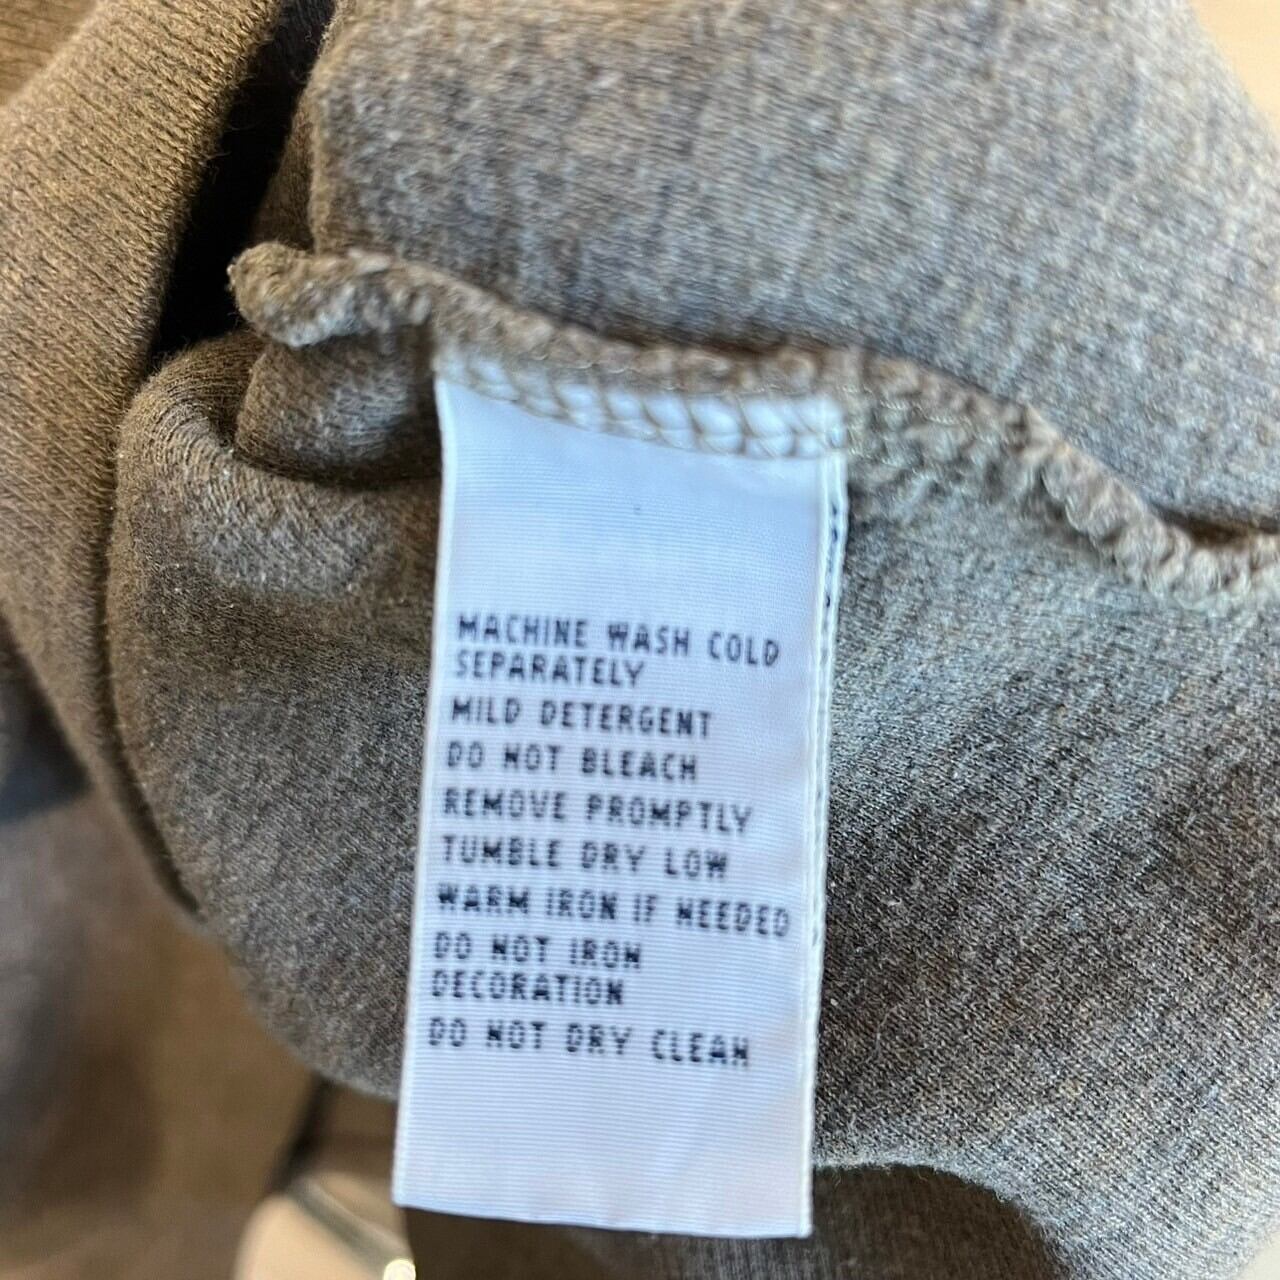 MACHINE WASH COLD
SEPARATELY
MILD DETERGENT
DO NOT BLEACH
REMOVE PROMPTLY
TUMBLE DRY LOW
WARM IRON IF NEEDED
DO NOT IRON
DECORATION
DO NOT DRY CLEAN